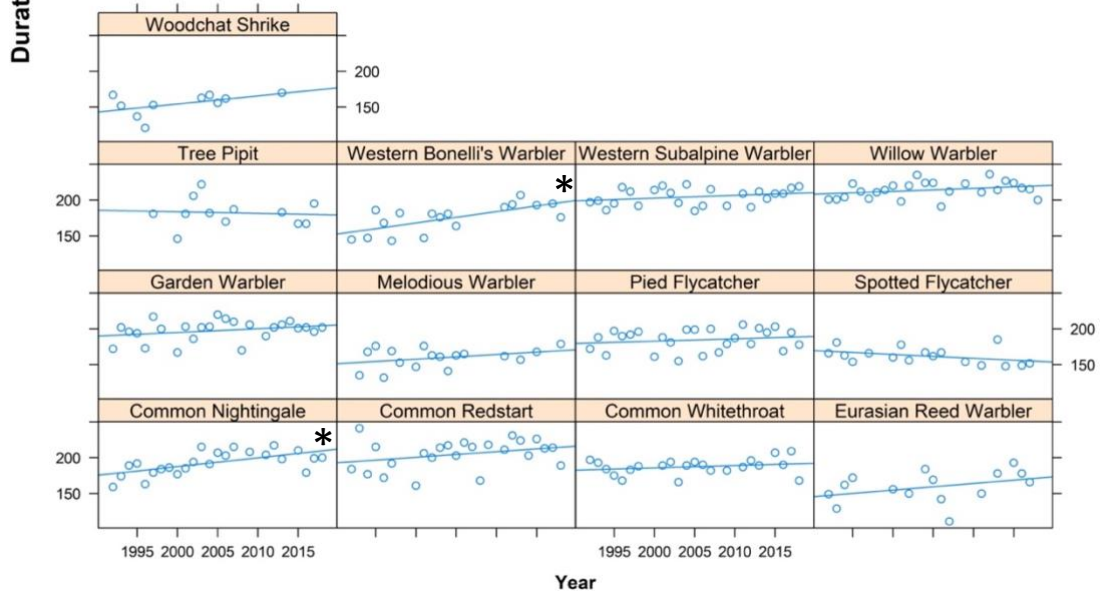 Durat
Woodchat Shrike
200
150
Tree Pipit Western Bonelli's Warbler Western Subalpine Warbler Willow Warbler
*
200
150
Garden Warbler Melodious Warbler Pied Flycatcher Spotted Flycatcher
200
150
Common Nightingale Common Redstart Common Whitethroat Eurasian Reed Warbler
*
200
150
1995 2000 2005 2010 2015 1995 2000 2005 2010 2015
Year